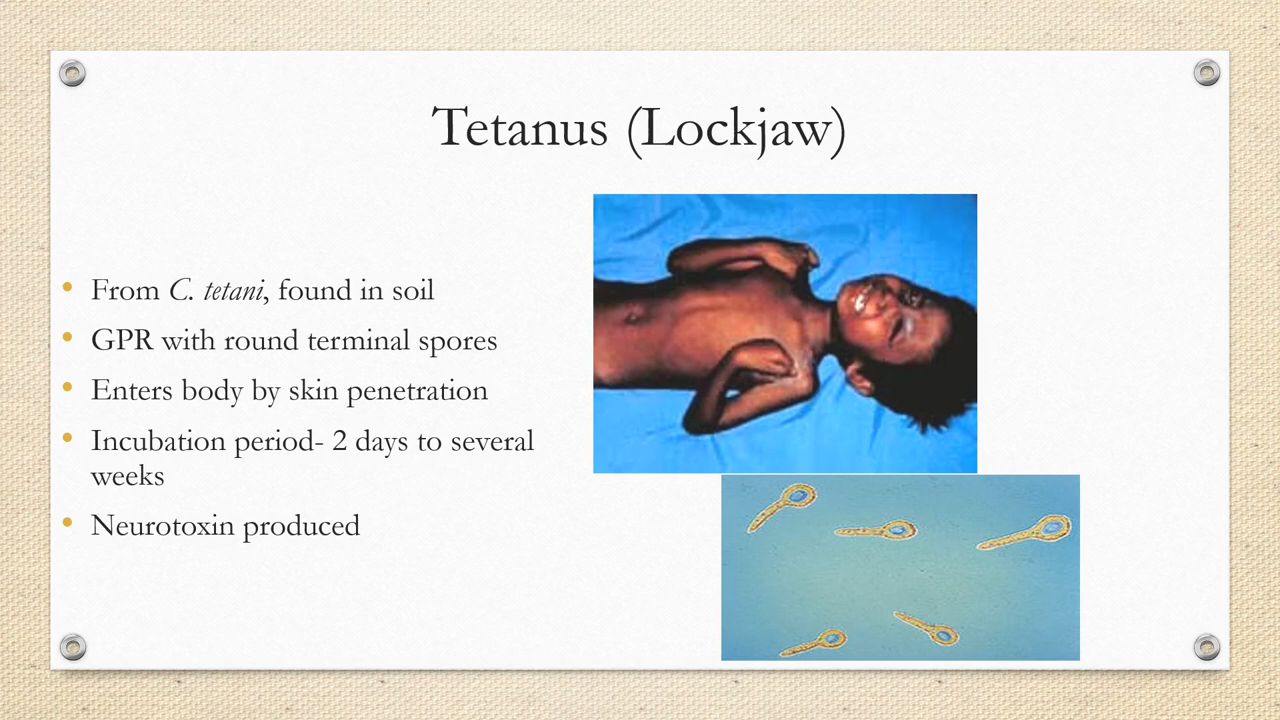 Tetanus (Lockjaw)
• From C. tetani, found in soil
• GPR with round terminal spores
• Enters body by skin penetration
• Incubation period- 2 days to several
weeks
• Neurotoxin produced